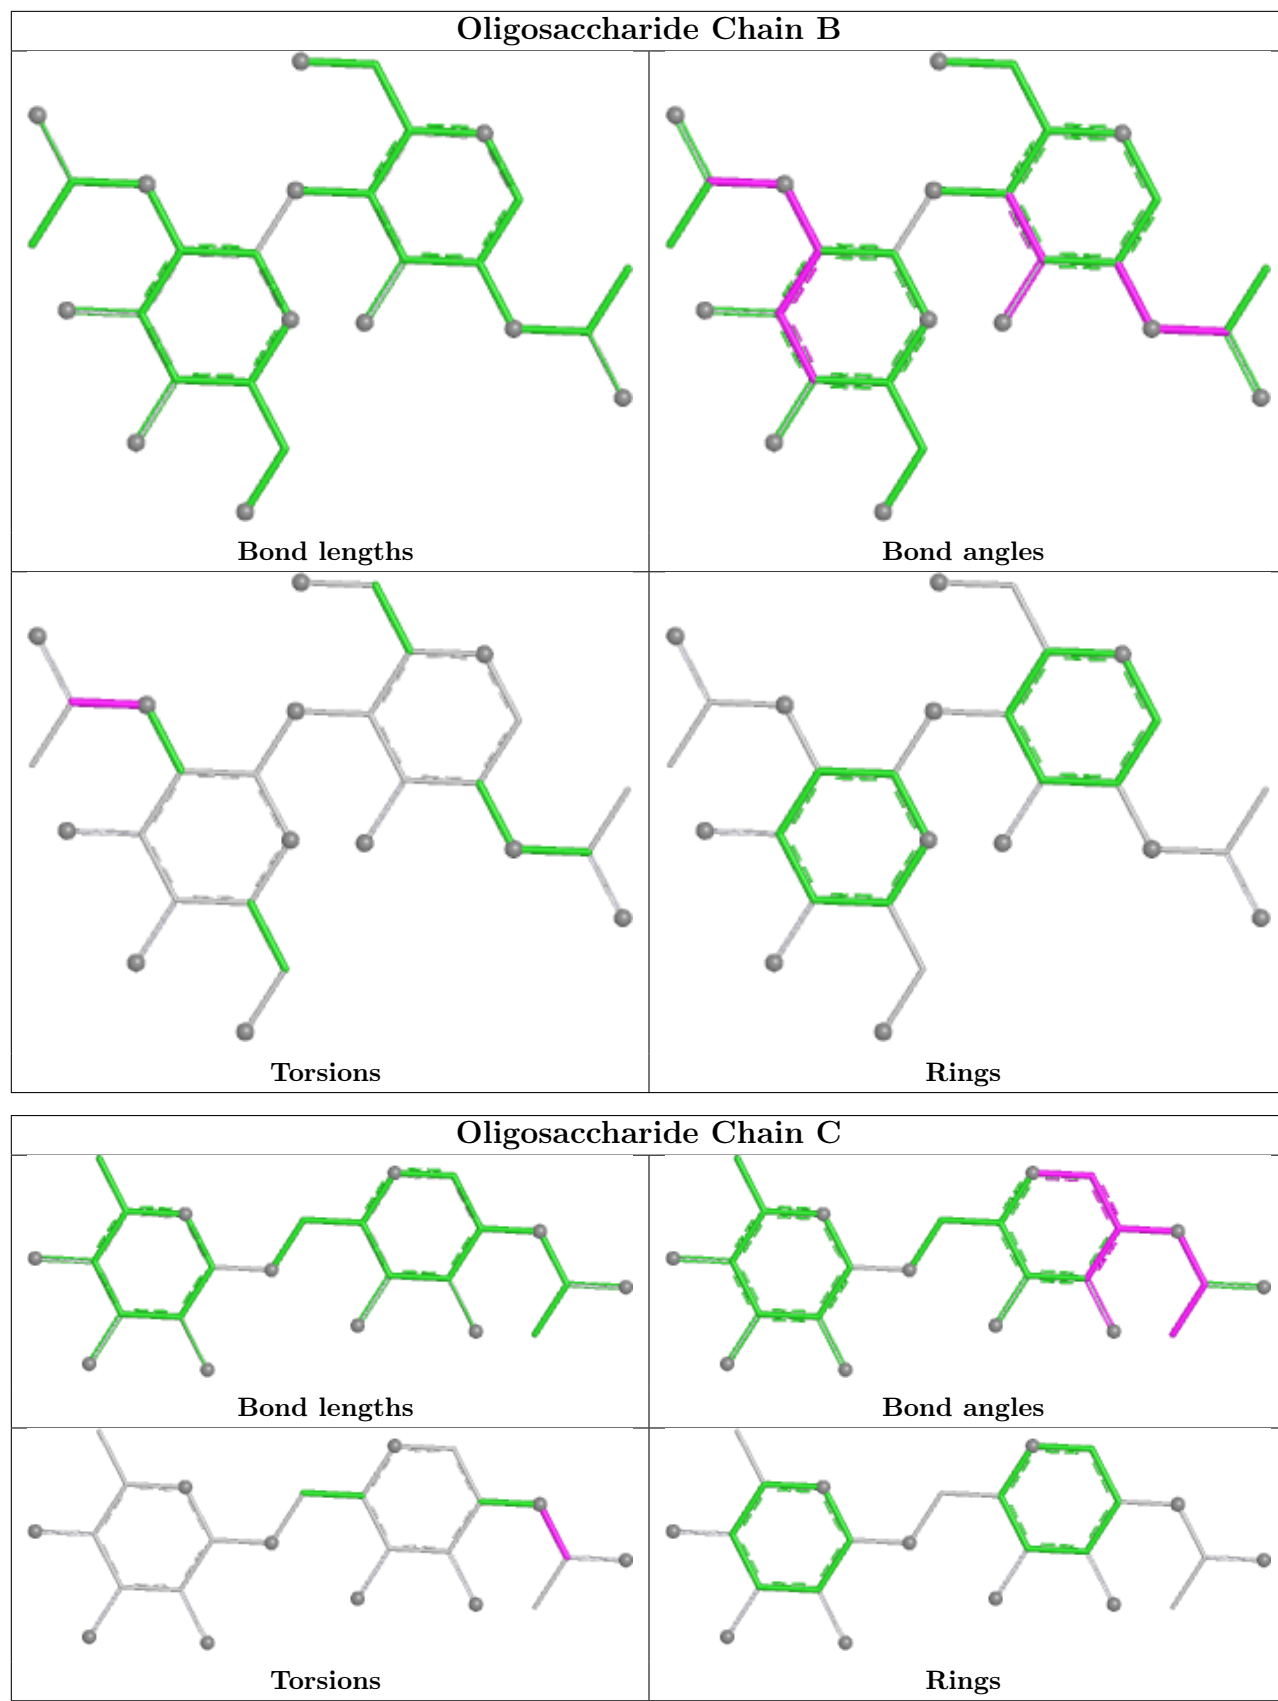 Oligosaccharide Chain B
Bond lengths
Bond angles
Torsions
Rings
Oligosaccharide Chain C
Bond lengths
Bond angles
Torsions
Rings